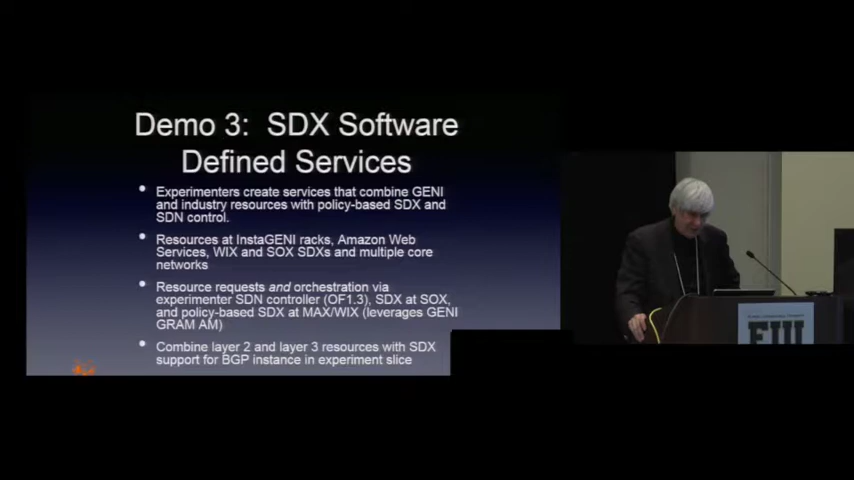 Demo 3: SDX Software
Defined Services
• Experimenters create services that combine GENI
and industry resources with policy-based SDX and
SDN control.
• Resources at InstaGENI racks, Amazon Web
Services, WIX and SOX SDXs and multiple core
networks
• Resource requests and orchestration via
experimenter SDN controller (OF1.3), SDX at SOX,
and policy-based SDX at MAX/WIX (leverages GENI
GRAM AM)
• Combine layer 2 and layer 3 resources with SDX
support for BGP instance in experiment slice
FIU